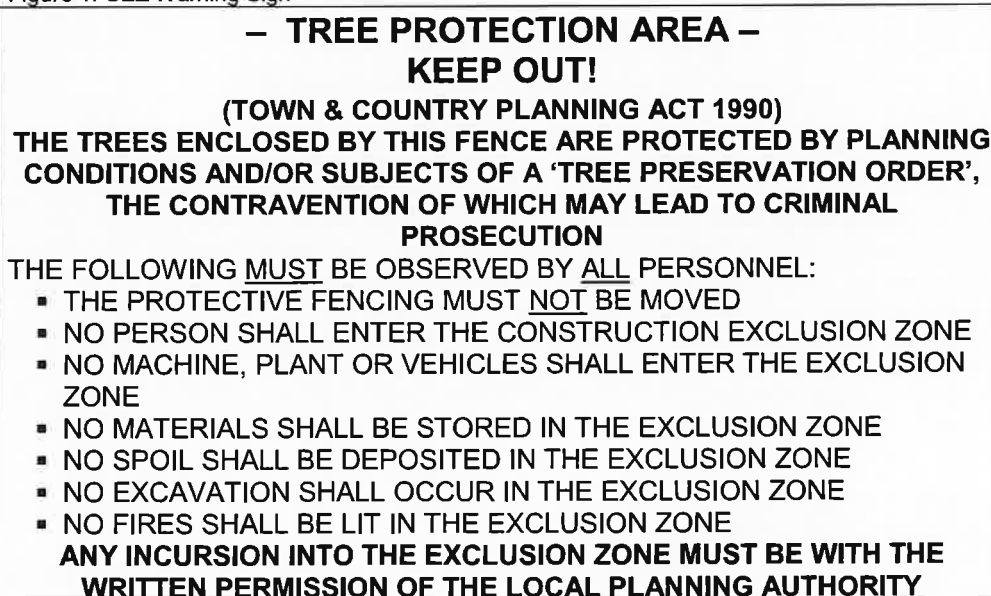 – TREE PROTECTION AREA –
KEEP OUT!
(TOWN & COUNTRY PLANNING ACT 1990)
THE TREES ENCLOSED BY THIS FENCE ARE PROTECTED BY PLANNING
CONDITIONS AND/OR SUBJECTS OF A ‘TREE PRESERVATION ORDER’,
THE CONTRAVENTION OF WHICH MAY LEAD TO CRIMINAL
PROSECUTION
THE FOLLOWING MUST BE OBSERVED BY ALL PERSONNEL:
▪ THE PROTECTIVE FENCING MUST NOT BE MOVED
▪ NO PERSON SHALL ENTER THE CONSTRUCTION EXCLUSION ZONE
▪ NO MACHINE, PLANT OR VEHICLES SHALL ENTER THE EXCLUSION
ZONE
▪ NO MATERIALS SHALL BE STORED IN THE EXCLUSION ZONE
▪ NO SPOIL SHALL BE DEPOSITED IN THE EXCLUSION ZONE
▪ NO EXCAVATION SHALL OCCUR IN THE EXCLUSION ZONE
▪ NO FIRES SHALL BE LIT IN THE EXCLUSION ZONE
ANY INCURSION INTO THE EXCLUSION ZONE MUST BE WITH THE
WRITTEN PERMISSION OF THE LOCAL PLANNING AUTHORITY